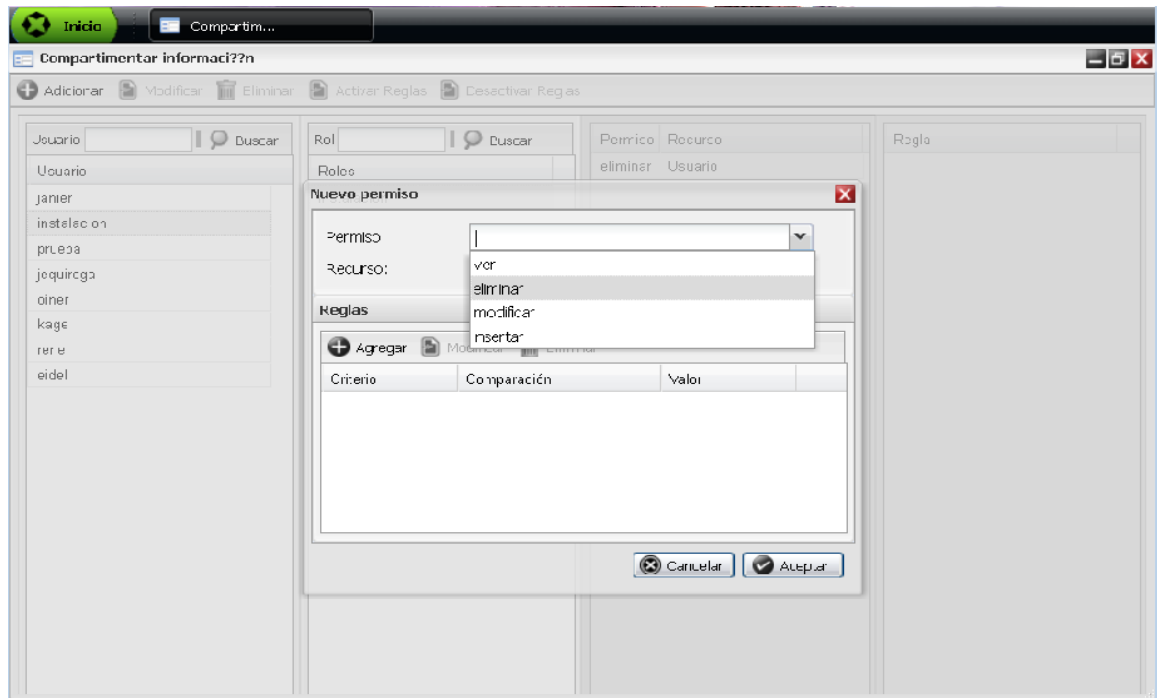 Inicio
Compartim...
Compartimentar informaci??n
Adicionar Modificar Eliminar Activar Reglas Desactivar Reglas
Usuario Buscar
Rol Buscar
Permiso Recurso
Regla
Usuario
Roles
eliminar Usuario
janier
instalacion
prueba
jequiroga
oiner
kage
rene
eidel
Nuevo permiso
Permiso
Recurso:
ver
eliminar
modificar
insertar
Reglas
Agregar Modificar Eliminar
Criterio Comparación Valor
Cancelar Aceptar